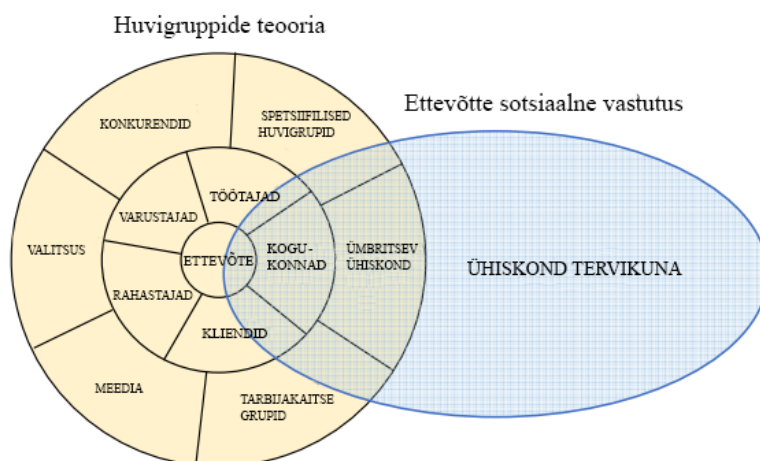 Huvigruppide teooria
Ettevõtte sotsiaalne vastutus
KONKURENDID
SPETSIIFILISED
HUVIGRUPID
TÖÖTAJAD
VARUSTAJAD
VALITSUS
ETTEVÕTE
KOGU-
KONNAD
ÜMBRITSEV
ÜHISKOND
ÜHISKOND TERVIKUNA
RAHASTAJAD
KLIENDID
MEEDIA
TARBIJAKAITSE
GRUPID